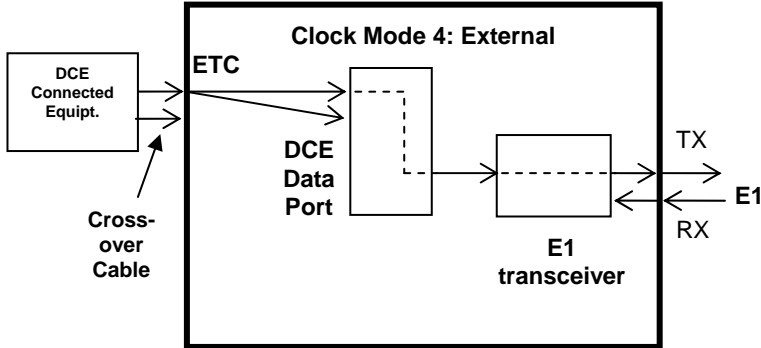 Clock Mode 4: External
DCE
Connected
Equipt.
ETC
DCE
Data
Port
Cross-
over
Cable
TX
E1
RX
E1
transceiver